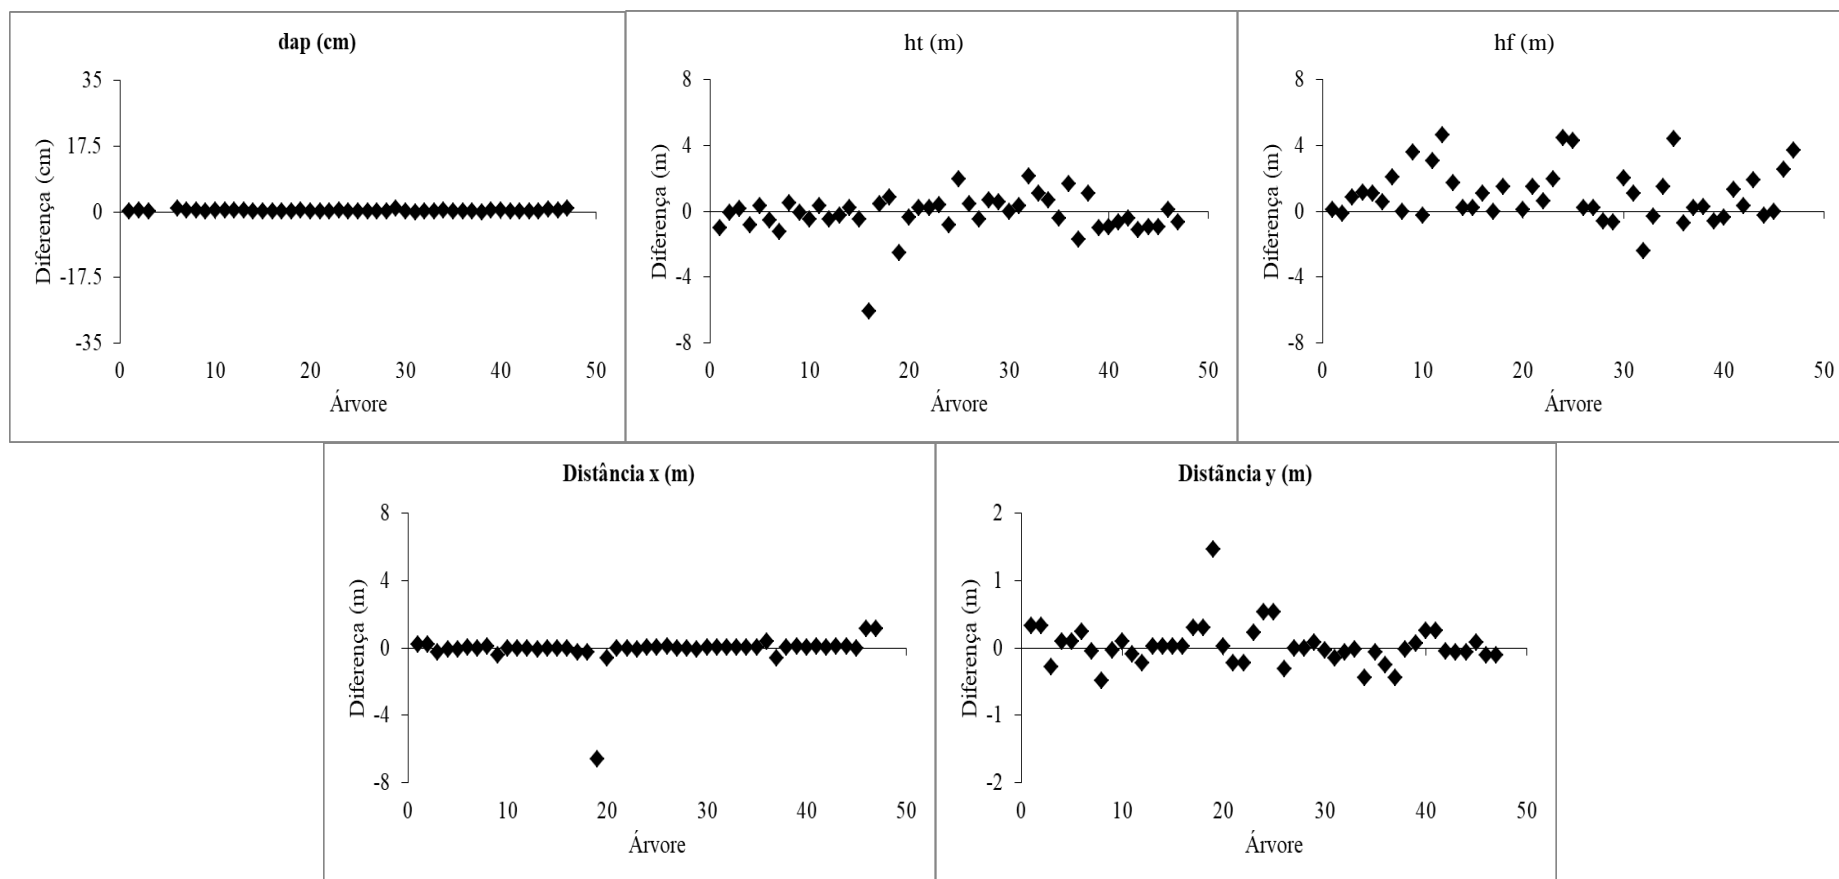 dap (cm)
35
17.5
0
-17.5
-35
Diferença (cm)
0 10 20 30 40 50
Árvore
ht (m)
8
4
0
-4
-8
Diferença (m)
0 10 20 30 40 50
Árvore
hf (m)
8
4
0
-4
-8
Diferença (m)
0 10 20 30 40 50
Árvore
Distância x (m)
8
4
0
-4
-8
Diferença (m)
0 10 20 30 40 50
Árvore
Distãncia y (m)
2
1
0
-1
-2
Diferença (m)
0 10 20 30 40 50
Árvore